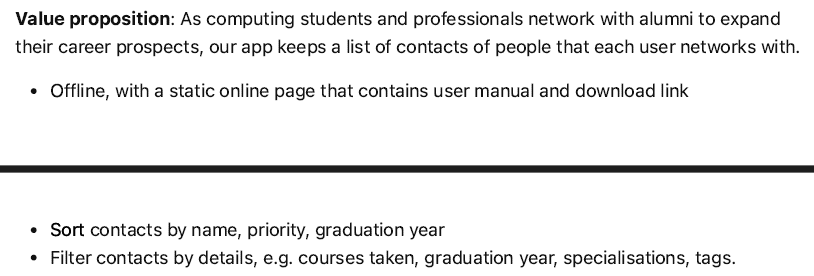 Value proposition: As computing students and professionals network with alumni to expand
their career prospects, our app keeps a list of contacts of people that each user networks with.
• Offline, with a static online page that contains user manual and download link
• Sort contacts by name, priority, graduation year
• Filter contacts by details, e.g. courses taken, graduation year, specialisations, tags.